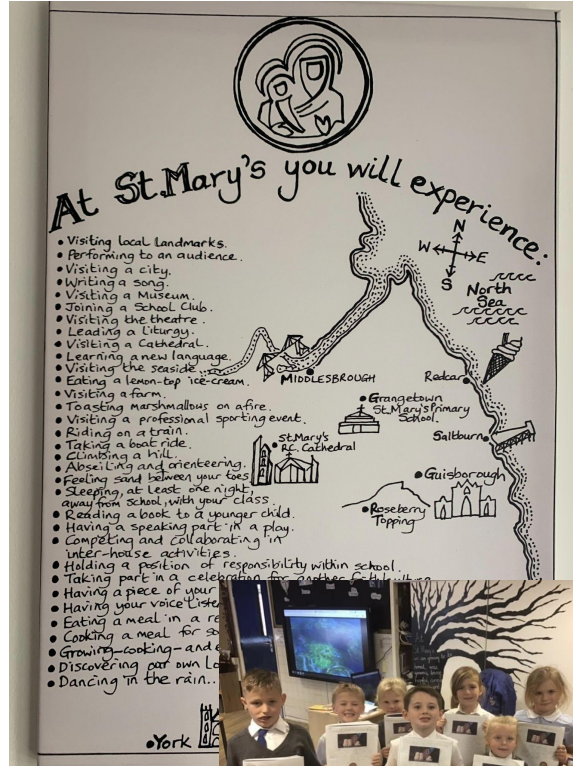 At St.Mary's you will experience:
• Visiting local landmarks.
• Performing to an audience.
• Visiting a city.
• Writing a song.
• Visiting a Museum.
• Joining a School Club.
• Visiting the theatre.
• Leading a Liturgy.
• Visiting a Cathedral.
• Learning a new language.
• Visiting the seaside
• Eating a lemon-top ice-cream.
• Visiting a farm.
• Toasting marshmallous on a fire.
• Visiting a professional sporting event.
• Riding on a train.
• Taking a boat ride.
• Climbing a hill.
• Abseiling and orienteering.
• Feeling sand between your toes
• Sleeping, at least one night,
away from school, with your class.
• Reading a book to a younger child.
• Having a speaking part in a play.
• Competing and collaborating in
inter-house activities.
• Holding a position of responsibility within school.
• Taking part in a celebration for another
• Having a piece of your
• Having your voice
• Eating a meal in a
• Cooking a meal for
• Growing-cooking-and
• Discovering our own
• Dancing in the rain..
N
W E
S
North
Sea
MIDDLESBROUGH
Redcar
Grangetown
St.Mary's Primary
School.
Saltburn
St.Mary's
R.C. Cathedral
Guisborough
Roseberry
Topping
York